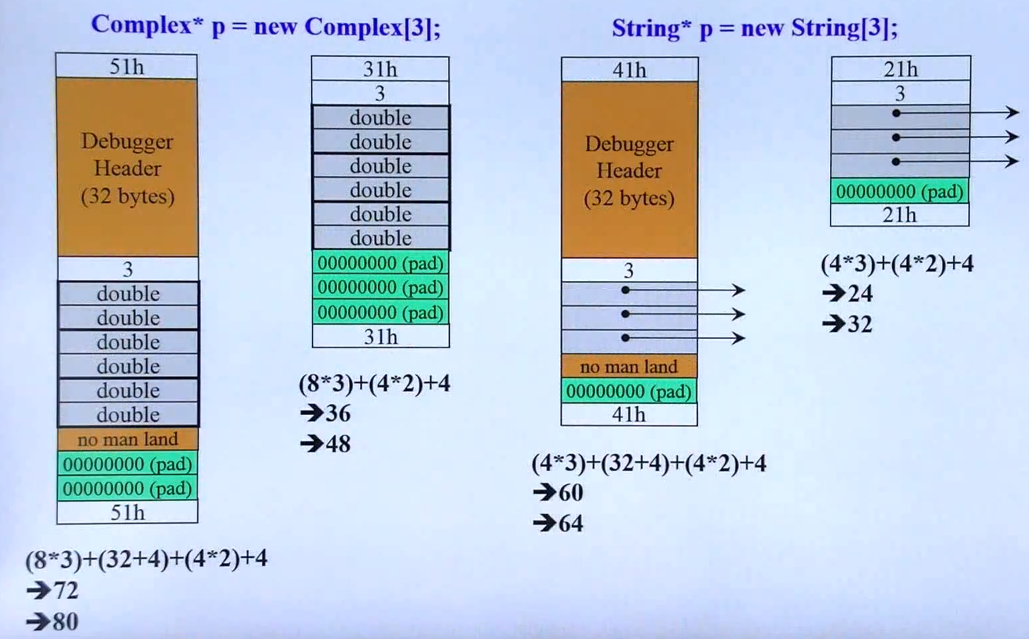 Complex* p = new Complex[3];
51h
Debugger
Header
(32 bytes)
3
double
double
double
double
double
double
no man land
00000000 (pad)
00000000 (pad)
51h
(8*3)+(32+4)+(4*2)+4
➔72
➔80
31h
3
double
double
double
double
double
double
00000000 (pad)
00000000 (pad)
00000000 (pad)
31h
(8*3)+(4*2)+4
➔36
➔48
String* p = new String[3];
41h
Debugger
Header
(32 bytes)
3
no man land
00000000 (pad)
41h
(4*3)+(32+4)+(4*2)+4
➔60
➔64
21h
3
00000000 (pad)
21h
(4*3)+(4*2)+4
➔24
➔32